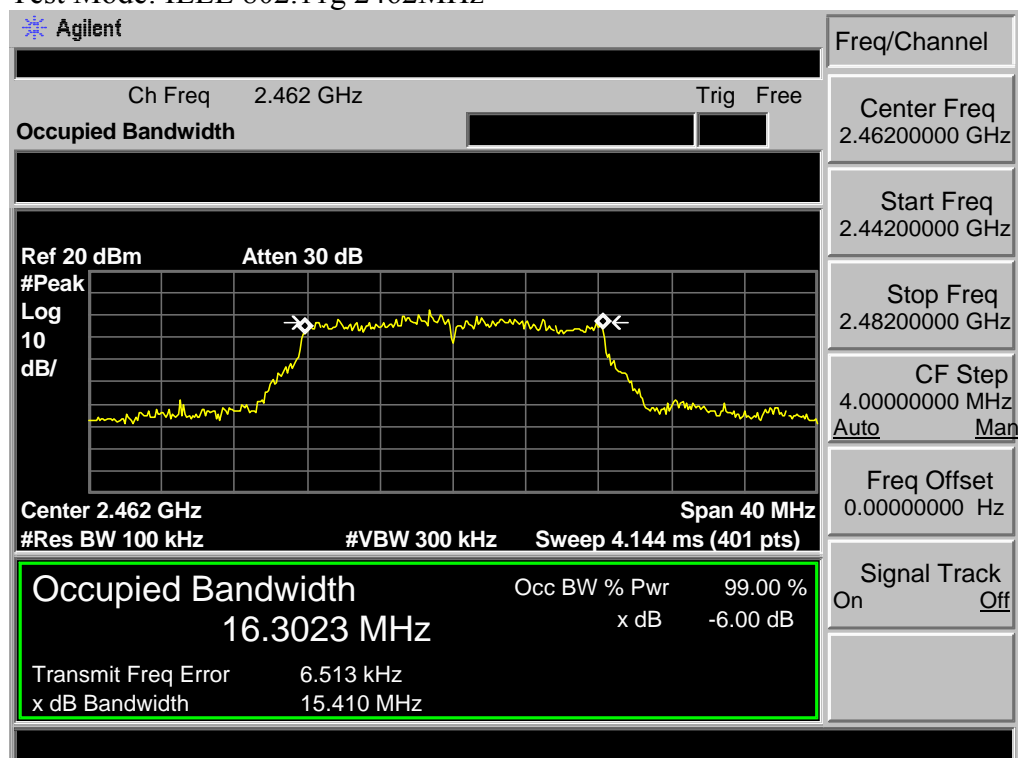 Test Mode: IEEE 802.11g 2462MHz
Agilent
Freq/Channel
Ch Freq 2.462 GHz Trig Free
Occupied Bandwidth
Center Freq
2.46200000 GHz
Start Freq
2.44200000 GHz
Ref 20 dBm Atten 30 dB
#Peak
Log
10
dB/
Stop Freq
2.48200000 GHz
CF Step
4.00000000 MHz
Auto Man
Freq Offset
0.00000000 Hz
Center 2.462 GHz Span 40 MHz
#Res BW 100 kHz #VBW 300 kHz Sweep 4.144 ms (401 pts)
Signal Track
On Off
Occupied Bandwidth
16.3023 MHz
Occ BW % Pwr 99.00 %
x dB -6.00 dB
Transmit Freq Error 6.513 kHz
x dB Bandwidth 15.410 MHz